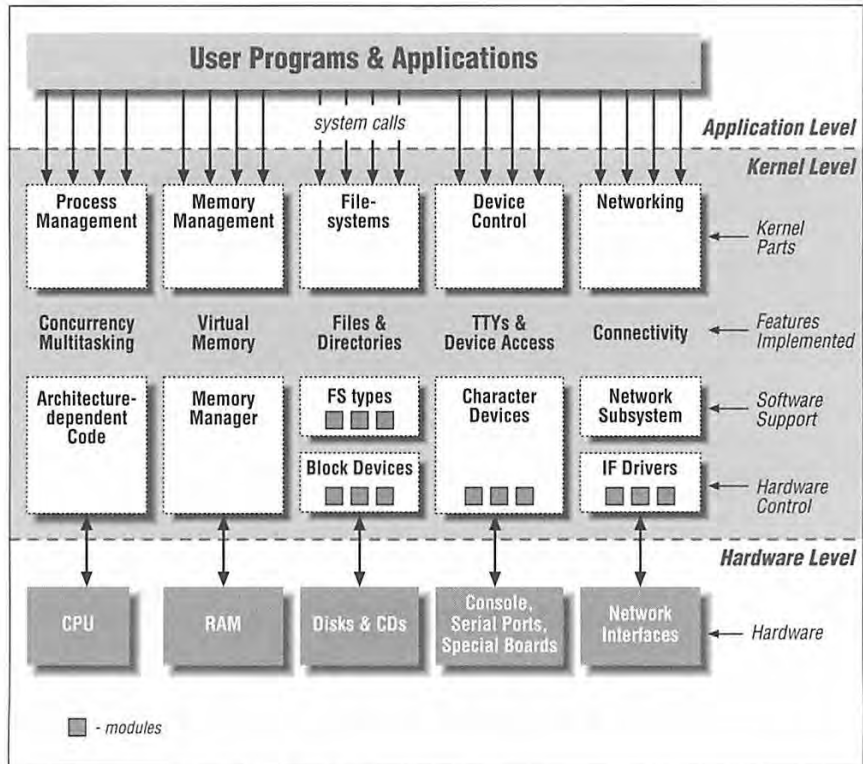 User Programs & Applications
system calls
Application Level
Kernel Level
Process
Management
Memory
Management
File-
systems
Device
Control
Networking
Kernel
Parts
Concurrency
Multitasking
Virtual
Memory
Files &
Directories
TTYs &
Device Access
Connectivity
Features
Implemented
Architecture-
dependent
Code
Memory
Manager
FS types
Character
Devices
Network
Subsystem
Software
Support
Block Devices
IF Drivers
Hardware
Control
Hardware Level
CPU
RAM
Disks & CDs
Console,
Serial Ports,
Special Boards
Network
Interfaces
Hardware
- modules